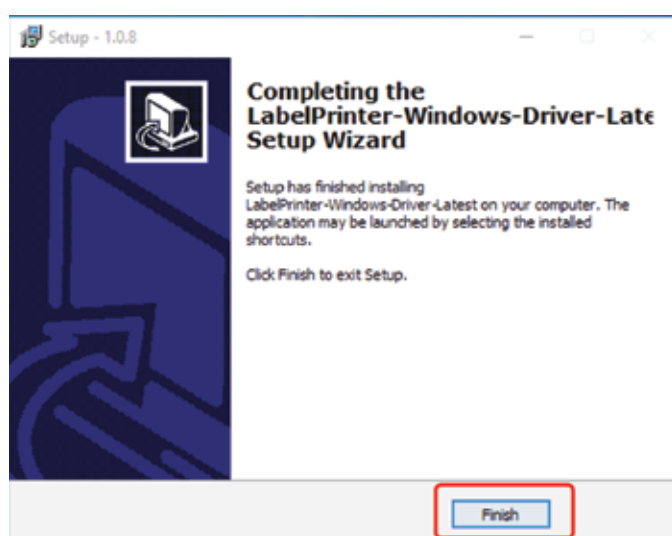 Setup - 1.0.8
Completing the
LabelPrinter-Windows-Driver-Late
Setup Wizard
Setup has finished installing
LabelPrinter-Windows-Driver-Latest on your computer. The
application may be launched by selecting the installed
shortcuts.
Click Finish to exit Setup.
Finish